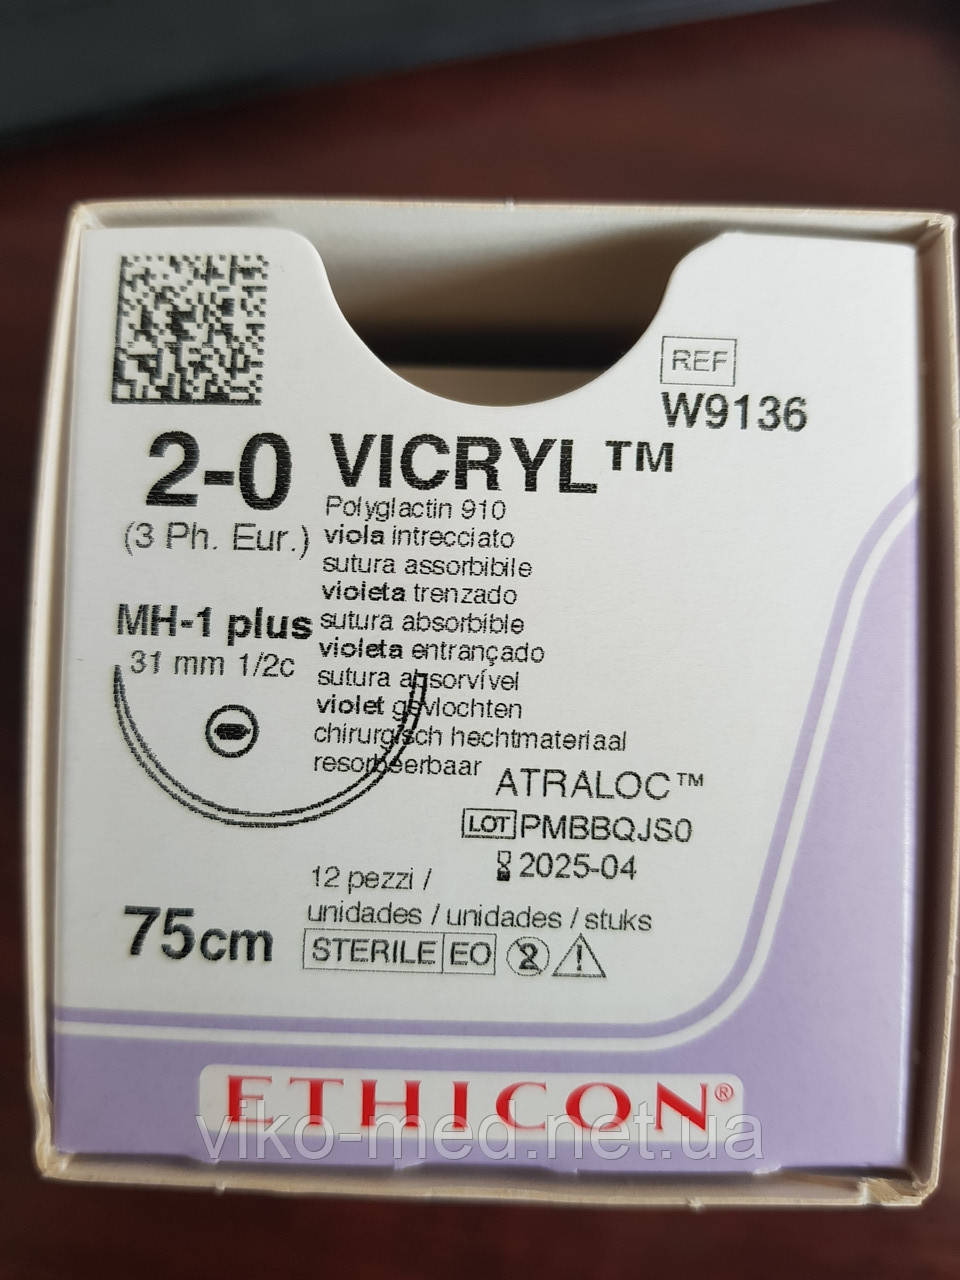 REF
W9136
2-0 VICRYL™
(3 Ph. Eur.)
Polyglactin 910
viola intrecciato
sutura assorbibile
violeta trenzado
sutura absorbible
violeta entrançado
sutura absorvível
violet gevlochten
chirurgisch hechtmateriaal
resorbeerbaar
MH-1 plus
31 mm 1/2c
ATRALOC™
LOT PMBBQJS0
2025-04
12 pezzi /
unidades / unidades / stuks
75cm
STERILE EO 2
ETHICON®
viko-med.net.ua